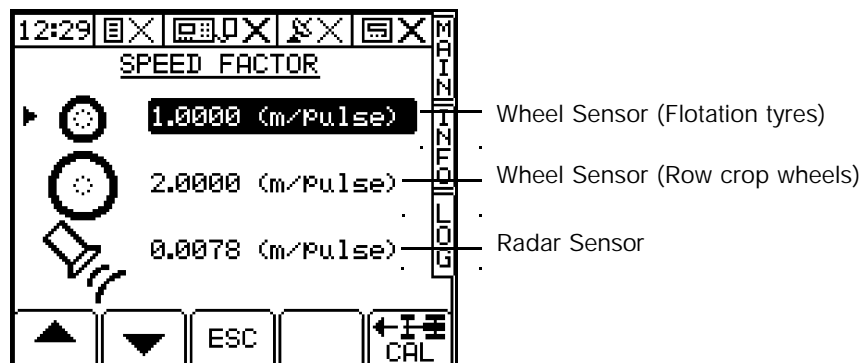 12:29
SPEED FACTOR
1.0000 (m/pulse)
2.0000 (m/pulse)
0.0078 (m/pulse)
MAIN
INFO
LOG
ESC
CAL
Wheel Sensor (Flotation tyres)
Wheel Sensor (Row crop wheels)
Radar Sensor